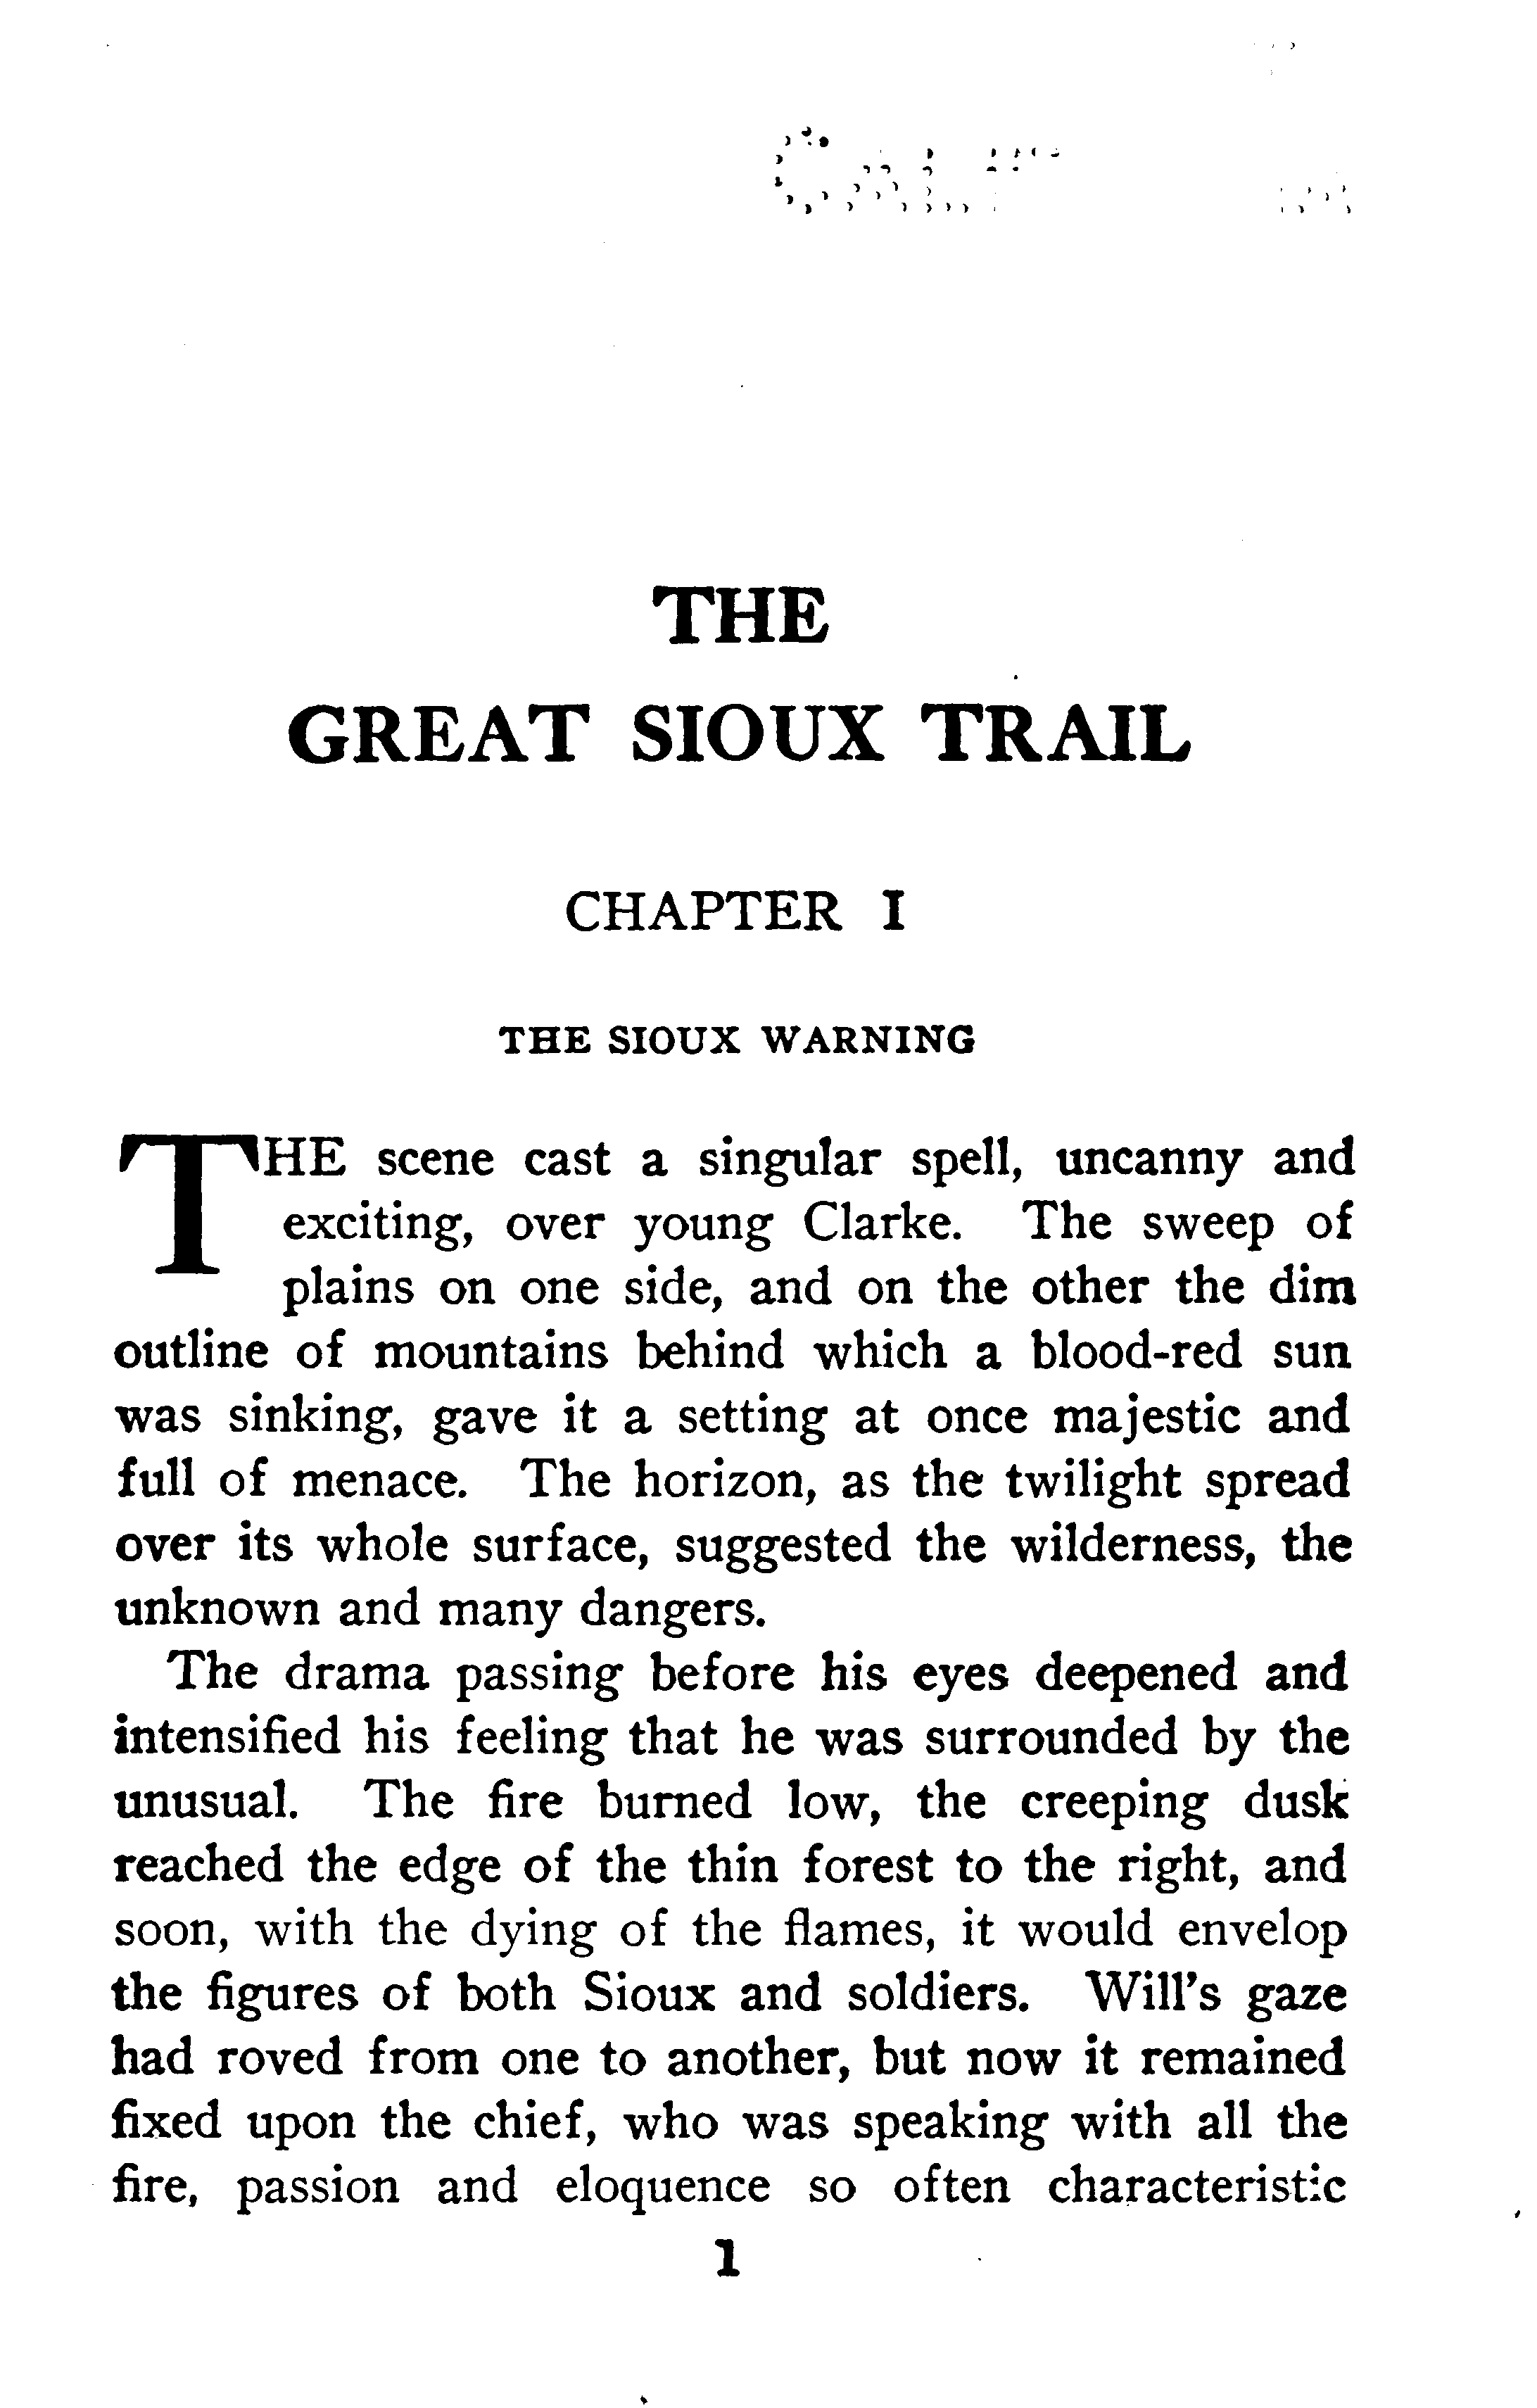 THE
GREAT SIOUX TRAIL
CHAPTER I
THE SIOUX WARNING
THE scene cast a singular spell, uncanny and
exciting, over young Clarke. The sweep of
plains on one side, and on the other the dim
outline of mountains behind which a blood-red sun
was sinking, gave it a setting at once majestic and
full of menace. The horizon, as the twilight spread
over its whole surface, suggested the wilderness, the
unknown and many dangers.
The drama passing before his eyes deepened and
intensified his feeling that he was surrounded by the
unusual. The fire burned low, the creeping dusk
reached the edge of the thin forest to the right, and
soon, with the dying of the flames, it would envelop
the figures of both Sioux and soldiers. Will's gaze
had roved from one to another, but now it remained
fixed upon the chief, who was speaking with all the
fire, passion and eloquence so often characteristic
1